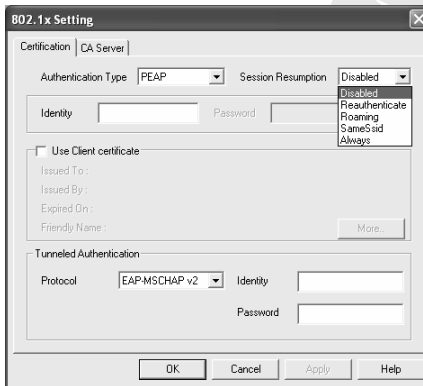 802.1x Setting
Certification CA Server
Authentication Type PEAP Session Resumption Disabled
Disabled
Reauthenticate
Roaming
SameSsid
Always
Identity Password
Use Client certificate
Issued To :
Issued By :
Expired On :
Friendly Name : More..
Tunneled Authentication
Protocol EAP-MSCHAP v2 Identity
Password
OK Cancel Apply Help